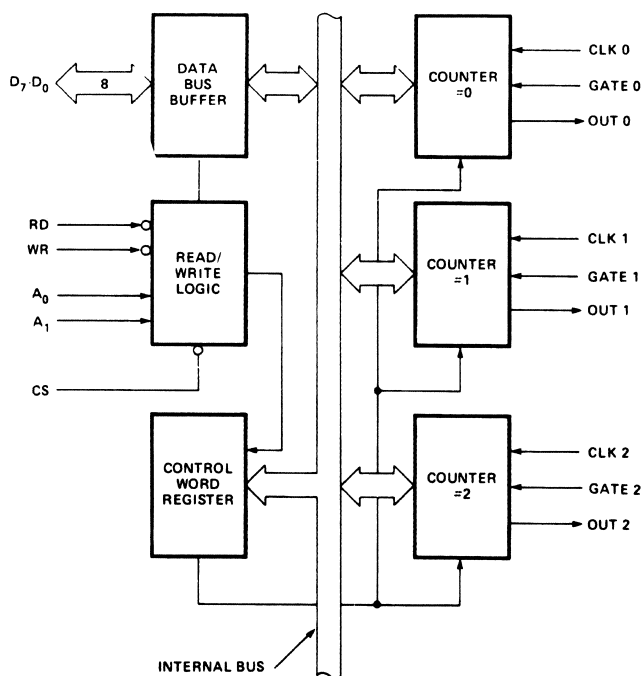 D7-D0
8
DATA
BUS
BUFFER
COUNTER
=0
CLK 0
GATE 0
OUT 0
RD
WR
A0
A1
CS
READ/
WRITE
LOGIC
COUNTER
=1
CLK 1
GATE 1
OUT 1
CONTROL
WORD
REGISTER
COUNTER
=2
CLK 2
GATE 2
OUT 2
INTERNAL BUS